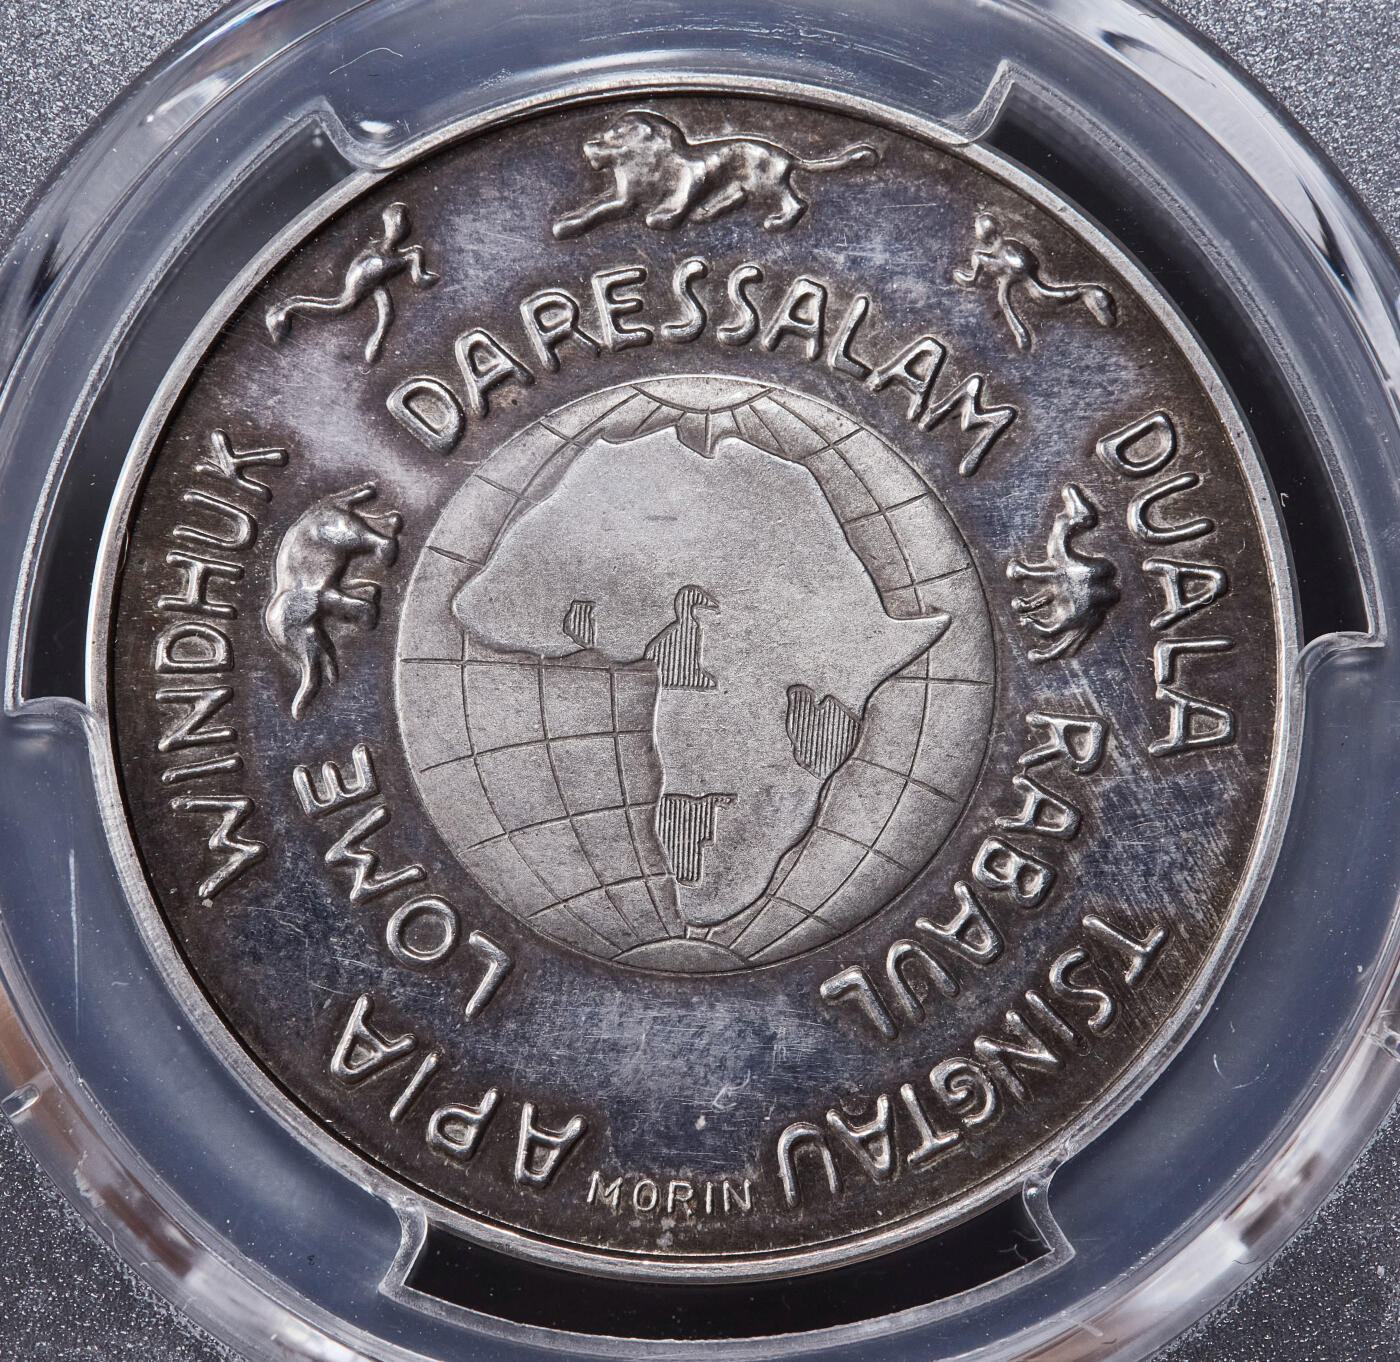 DARESSALAM
DUALA
RABAUL
TSINGTAU
WINDHUK
LOME
APIA
MORIN